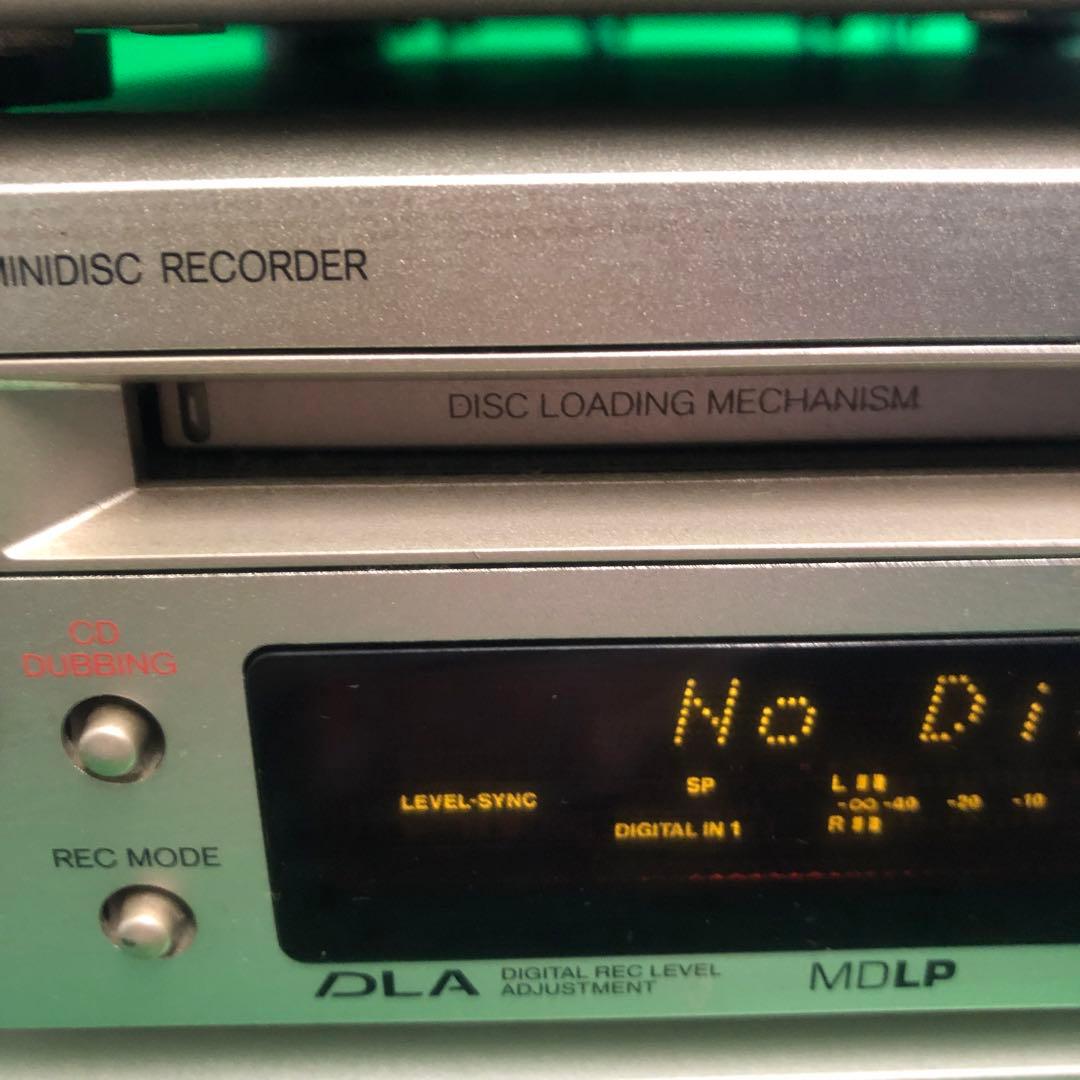 MINIDISC RECORDER
DISC LOADING MECHANISM
CD
DUBBING
No Di
SP
L
LEVEL-SYNC
-∞ -40 -20 -10
DIGITAL IN 1
R
REC MODE
DLA
DIGITAL REC LEVEL
ADJUSTMENT
MDLP